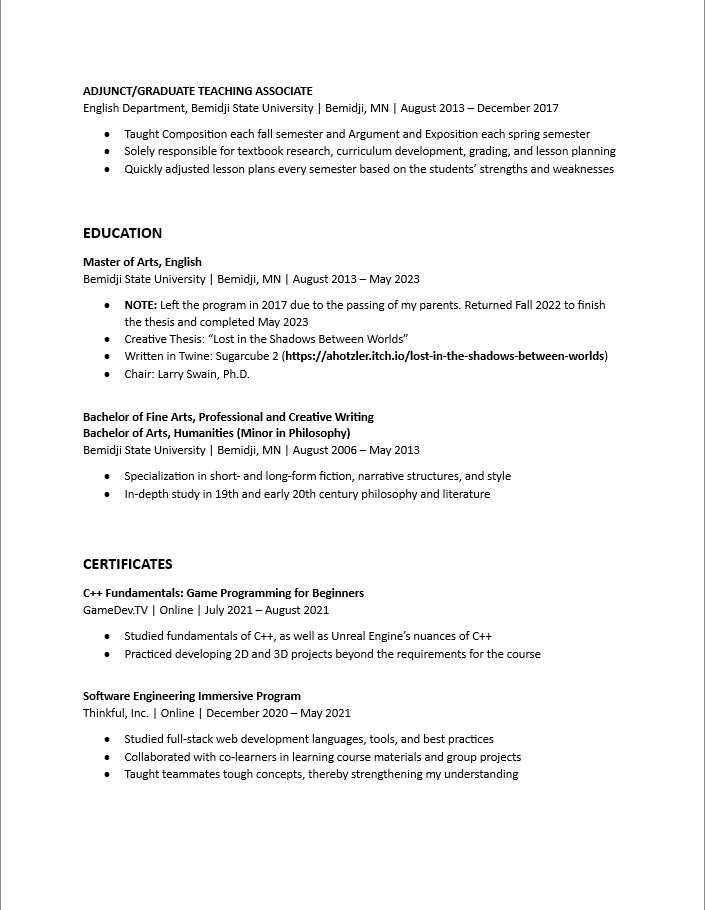 ADJUNCT/GRADUATE TEACHING ASSOCIATE
English Department, Bemidji State University | Bemidji, MN | August 2013 – December 2017
• Taught Composition each fall semester and Argument and Exposition each spring semester
• Solely responsible for textbook research, curriculum development, grading, and lesson planning
• Quickly adjusted lesson plans every semester based on the students’ strengths and weaknesses
EDUCATION
Master of Arts, English
Bemidji State University | Bemidji, MN | August 2013 – May 2023
• NOTE: Left the program in 2017 due to the passing of my parents. Returned Fall 2022 to finish
the thesis and completed May 2023
• Creative Thesis: “Lost in the Shadows Between Worlds”
• Written in Twine: Sugarcube 2 (https://ahotzler.itch.io/lost-in-the-shadows-between-worlds)
• Chair: Larry Swain, Ph.D.
Bachelor of Fine Arts, Professional and Creative Writing
Bachelor of Arts, Humanities (Minor in Philosophy)
Bemidji State University | Bemidji, MN | August 2006 – May 2013
• Specialization in short- and long-form fiction, narrative structures, and style
• In-depth study in 19th and early 20th century philosophy and literature
CERTIFICATES
C++ Fundamentals: Game Programming for Beginners
GameDev.TV | Online | July 2021 – August 2021
• Studied fundamentals of C++, as well as Unreal Engine’s nuances of C++
• Practiced developing 2D and 3D projects beyond the requirements for the course
Software Engineering Immersive Program
Thinkful, Inc. | Online | December 2020 – May 2021
• Studied full-stack web development languages, tools, and best practices
• Collaborated with co-learners in learning course materials and group projects
• Taught teammates tough concepts, thereby strengthening my understanding